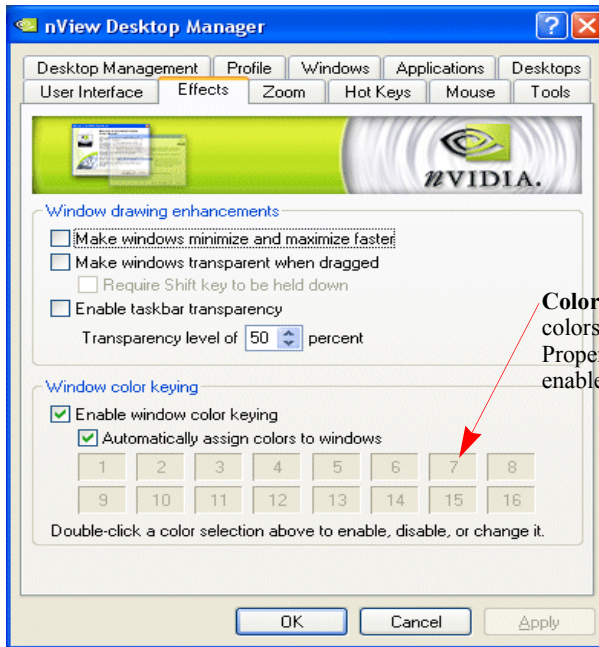 nView Desktop Manager
Desktop Management Profile Windows Applications Desktops
User Interface Effects Zoom Hot Keys Mouse Tools
nVIDIA.
Window drawing enhancements
Make windows minimize and maximize faster
Make windows transparent when dragged
Require Shift key to be held down
Enable taskbar transparency
Transparency level of 50 percent
Color
colors
Proper
enable
Window color keying
Enable window color keying
Automatically assign colors to windows
1 2 3 4 5 6 7 8
9 10 11 12 13 14 15 16
Double-click a color selection above to enable, disable, or change it.
OK Cancel Apply